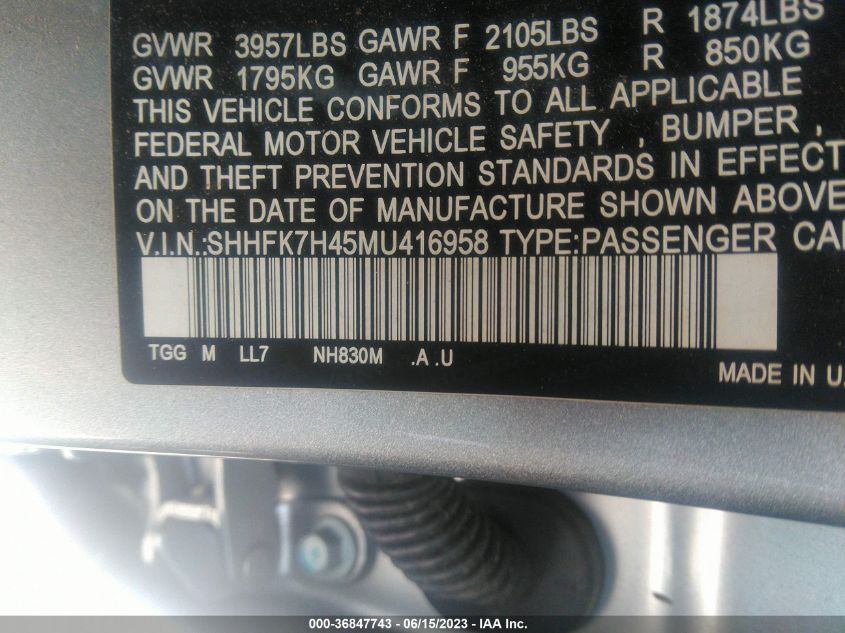 GVWR 3957LBS GAWR F 2105LBS R 1874LBS
GVWR 1795KG GAWR F 955KG R 850KG
THIS VEHICLE CONFORMS TO ALL APPLICABLE
FEDERAL MOTOR VEHICLE SAFETY , BUMPER ,
AND THEFT PREVENTION STANDARDS IN EFFECT
ON THE DATE OF MANUFACTURE SHOWN ABOVE
V.I.N.:SHHFK7H45MU416958 TYPE:PASSENGER CA
TGG M LL7 NH830M .A .U
MADE IN U.
000-36847743 - 06/15/2023 - IAA Inc.